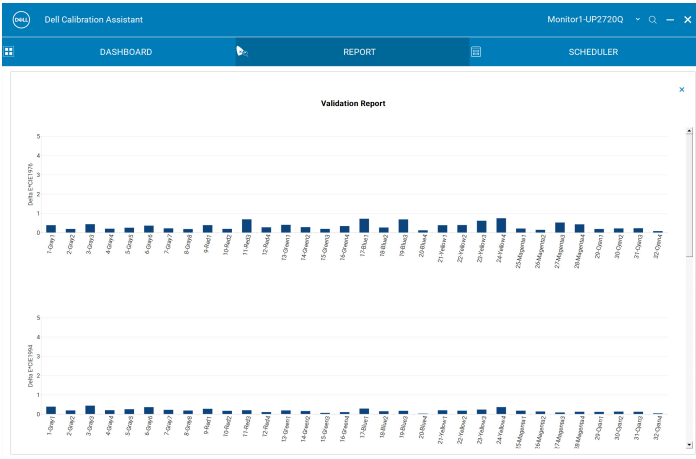 DELL Dell Calibration Assistant Monitor1-UP2720Q
DASHBOARD REPORT SCHEDULER
Validation Report
Delta E*CIE1976
5
4
3
2
1
0
1-Gray1 2-Gray2 3-Gray3 4-Gray4 5-Gray5 6-Gray6 7-Gray7 8-Gray8 9-Red1 10-Red2 11-Red3 12-Red4 13-Green1 14-Green2 15-Green3 16-Green4 17-Blue1 18-Blue2 19-Blue3 20-Blue4 21-Yellow1 22-Yellow2 23-Yellow3 24-Yellow4 25-Magenta1 26-Magenta2 27-Magenta3 28-Magenta4 29-Cyan1 30-Cyan2 31-Cyan3 32-Cyan4
Delta E*CIE1994
5
4
3
2
1
0
1-Gray1 2-Gray2 3-Gray3 4-Gray4 5-Gray5 6-Gray6 7-Gray7 8-Gray8 9-Red1 10-Red2 11-Red3 12-Red4 13-Green1 14-Green2 15-Green3 16-Green4 17-Blue1 18-Blue2 19-Blue3 20-Blue4 21-Yellow1 22-Yellow2 23-Yellow3 24-Yellow4 25-Magenta1 26-Magenta2 27-Magenta3 28-Magenta4 29-Cyan1 30-Cyan2 31-Cyan3 32-Cyan4